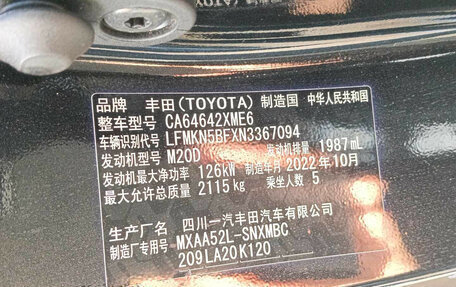 品牌 丰田(TOYOTA) 制造国 中华人民共和国
整车型号 CA64642XME6
车辆识别代号 LFMKN5BFXN3367094
发动机型号 M20D 发动机排量 1987mL
发动机最大净功率 126kW 制造年月 2022年10月
最大允许总质量 2115kg 乘坐人数 5
生产厂名 四川一汽丰田汽车有限公司
制造厂专用号 MXAA52L-SNXMBC
209LA20K120